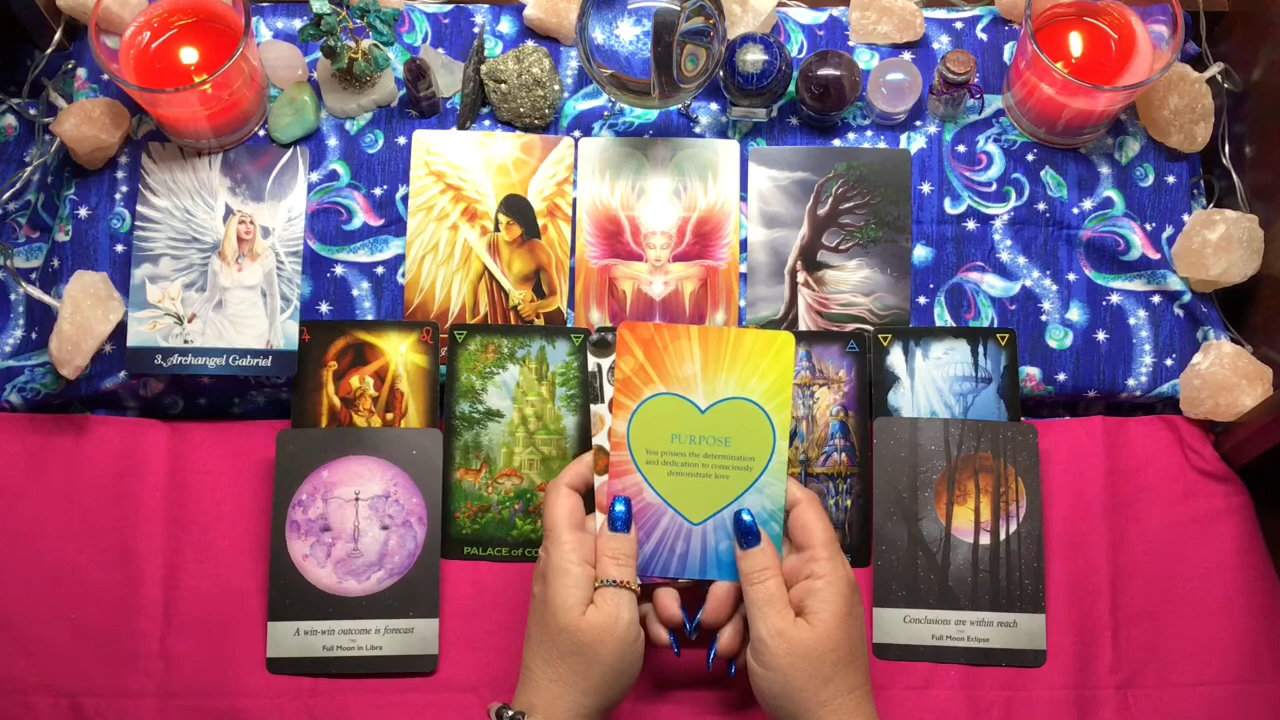 3. Archangel Gabriel
PALACE of
PURPOSE
You possess the determination
and dedication to consciously
demonstrate love
A win-win outcome is forecast
Full Moon in Libra
Conclusions are within reach
Full Moon Eclipse